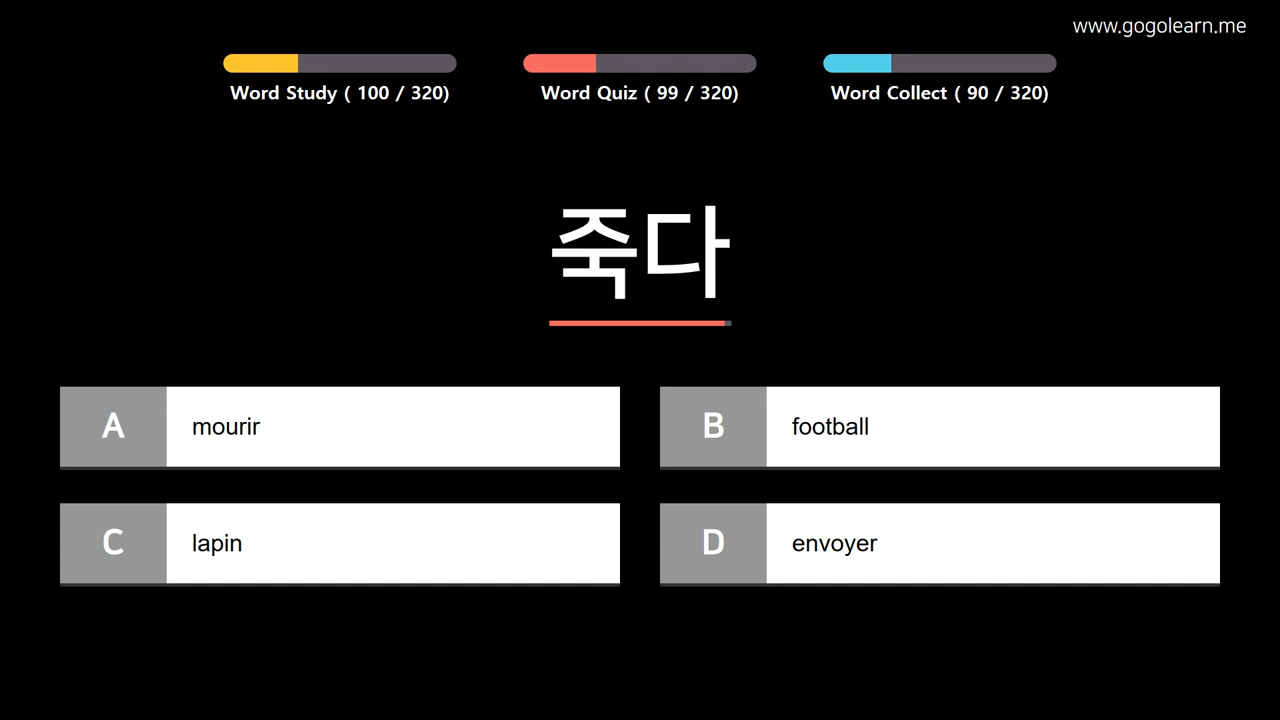 www.gogolearn.me
Word Study ( 100 / 320)
Word Quiz ( 99 / 320)
Word Collect ( 90 / 320)
죽다
A mourir
B football
C lapin
D envoyer